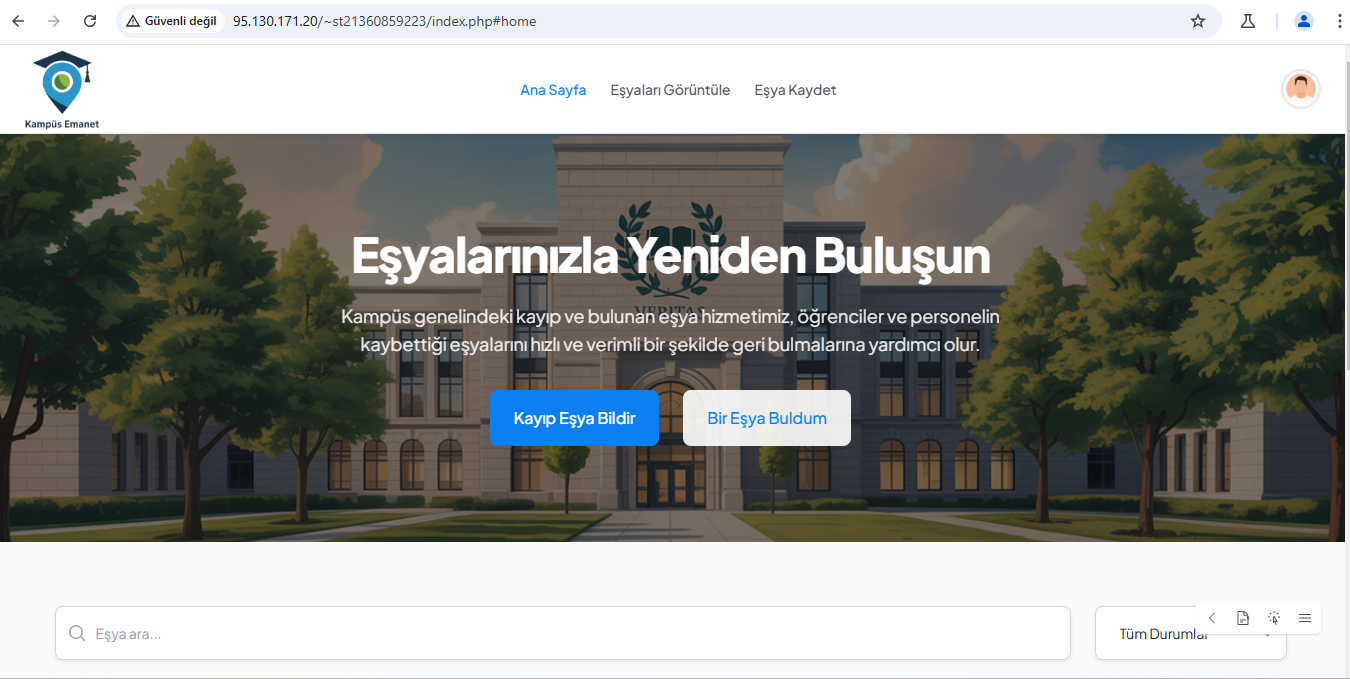 Güvenli değil
95.130.171.20/~st21360859223/index.php#home
Kampüs Emanet
Ana Sayfa
Eşyaları Görüntüle
Eşya Kaydet
VERITAS
Eşyalarınızla Yeniden Buluşun
Kampüs genelindeki kayıp ve bulunan eşya hizmetimiz, öğrenciler ve personelin
kaybettiği eşyalarını hızlı ve verimli bir şekilde geri bulmalarına yardımcı olur.
Kayıp Eşya Bildir
Bir Eşya Buldum
Eşya ara...
Tüm Durumlar